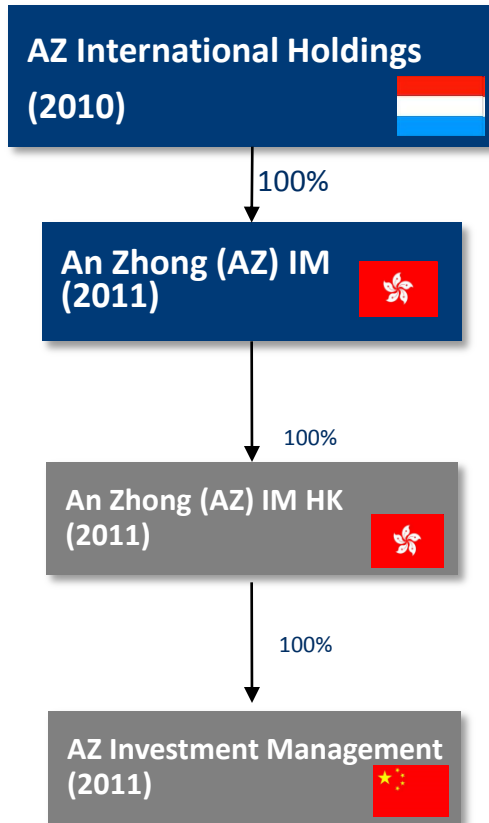 AZ International Holdings
(2010)
100%
An Zhong (AZ) IM
(2011)
100%
An Zhong (AZ) IM HK
(2011)
100%
AZ Investment Management
(2011)